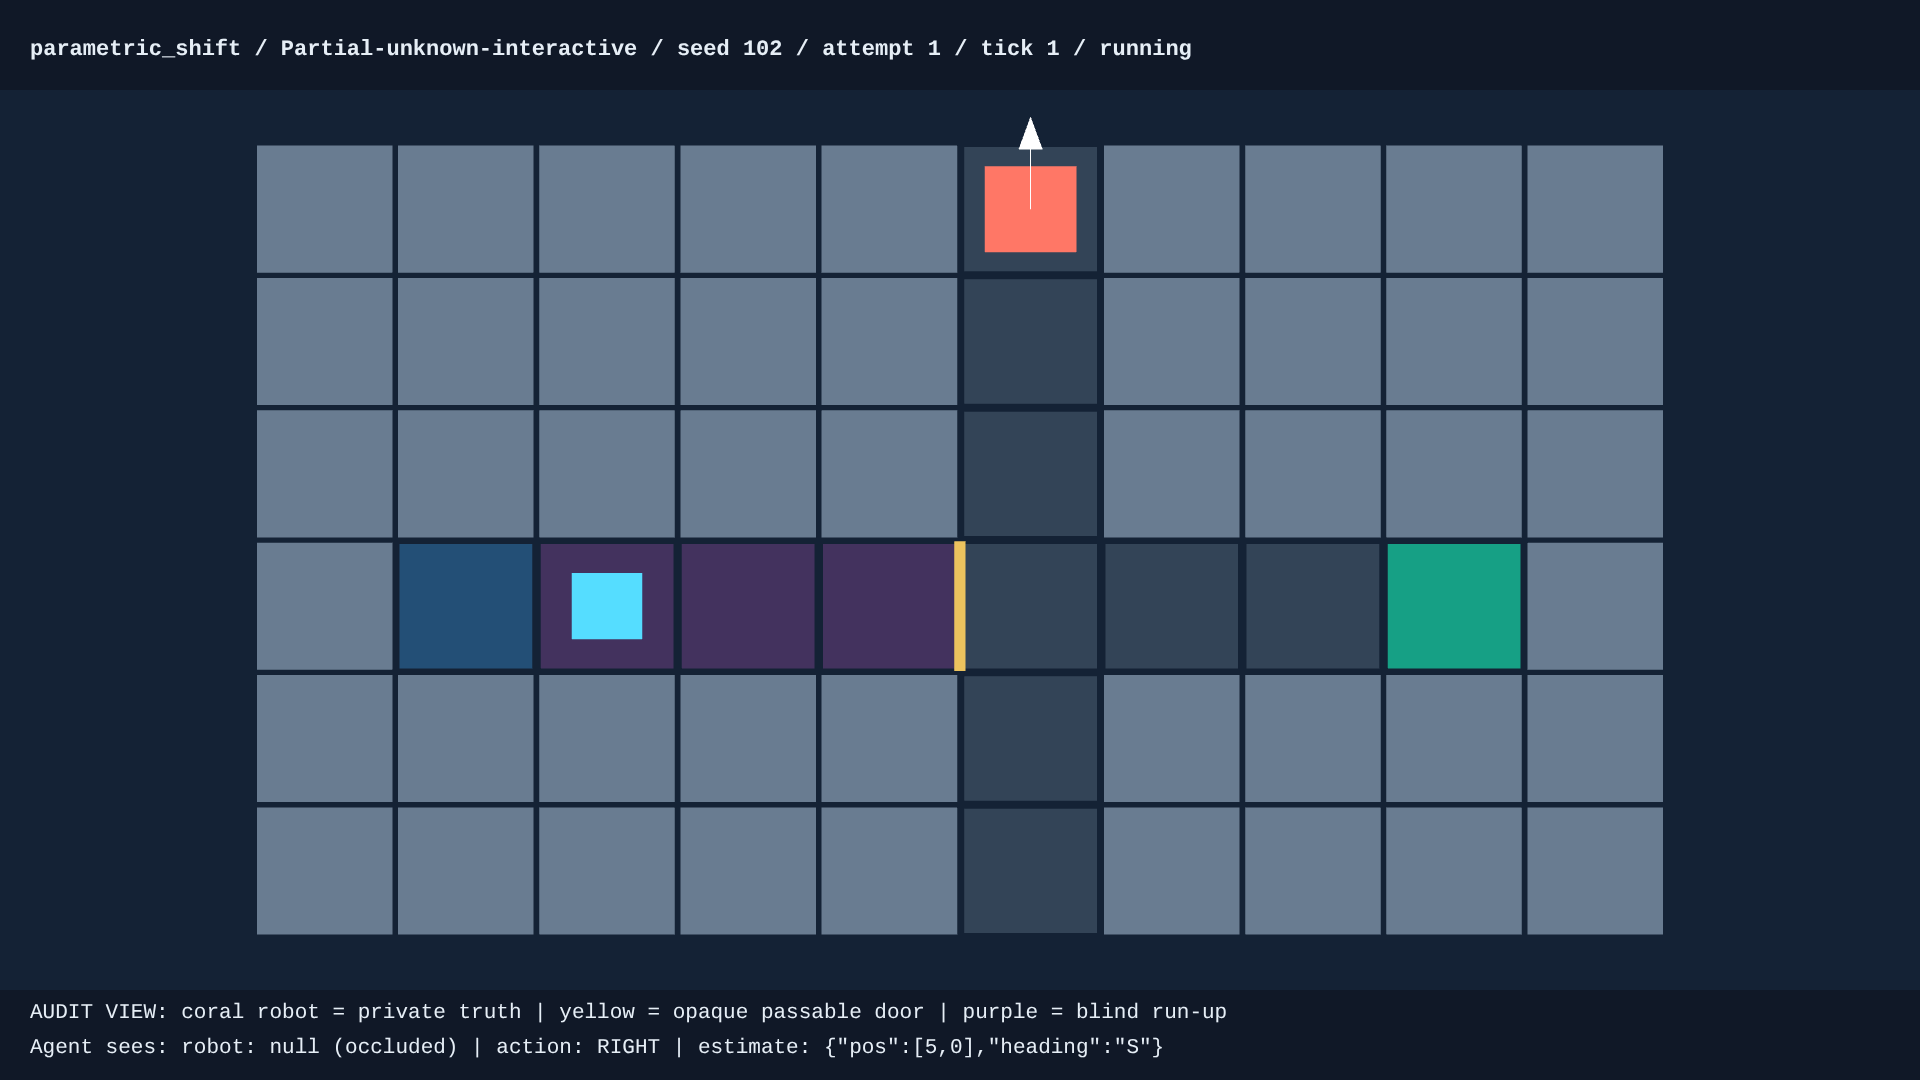 parametric_shift / Partial-unknown-interactive / seed 102 / attempt 1 / tick 1 / running
AUDIT VIEW: coral robot = private truth | yellow = opaque passable door | purple = blind run-up
Agent sees: robot: null (occluded) | action: RIGHT | estimate: {"pos":[5,0],"heading":"S"}